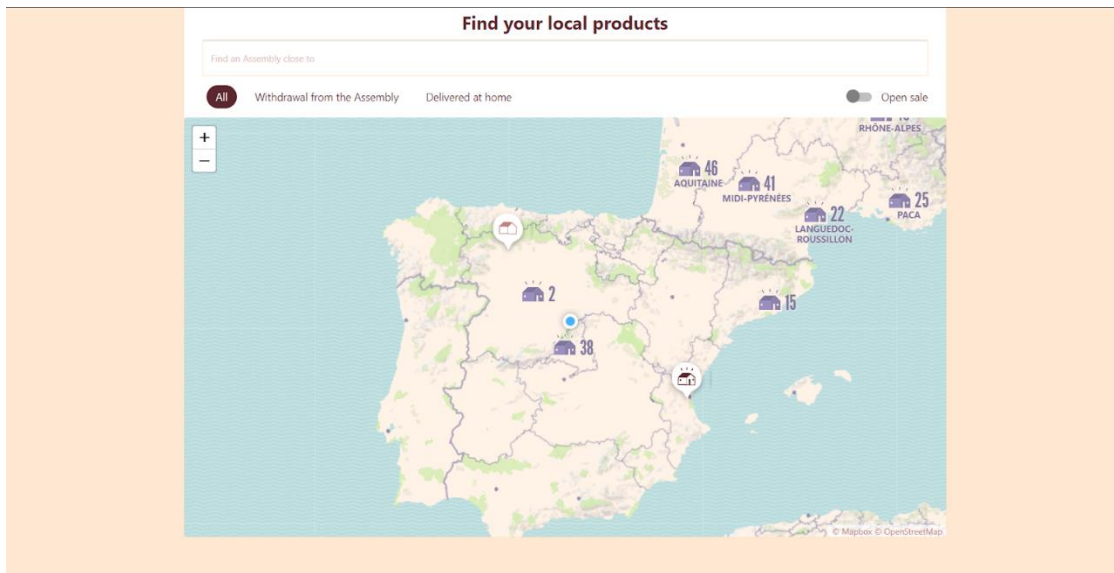 Find your local products
Find an Assembly close to
All Withdrawal from the Assembly Delivered at home Open sale
+
−
RHÔNE-ALPES
46
AQUITAINE
41
MIDI-PYRÉNÉES
25
PACA
22
LANGUEDOC-
ROUSSILLON
2
15
38
© Mapbox © OpenStreetMap